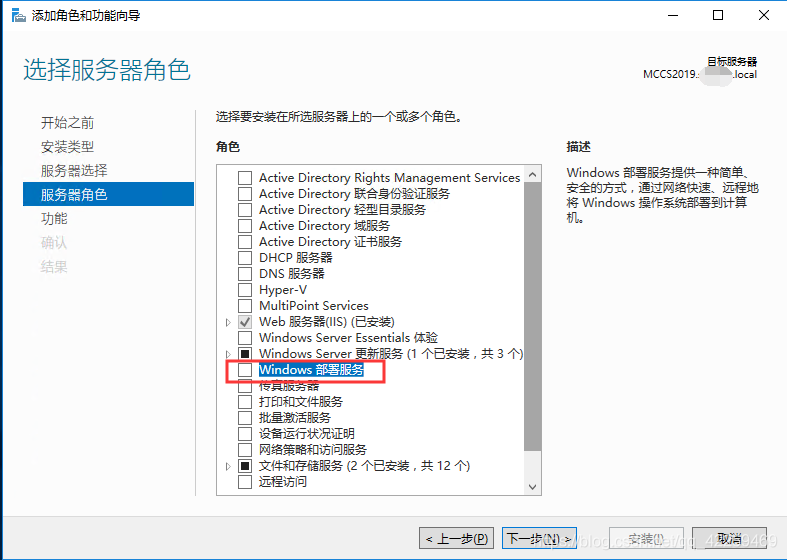 添加角色和功能向导
选择服务器角色
目标服务器
MCCS2019. .local
开始之前
安装类型
服务器选择
服务器角色
功能
确认
结果
选择要安装在所选服务器上的一个或多个角色。
角色
Active Directory Rights Management Services
Active Directory 联合身份验证服务
Active Directory 轻型目录服务
Active Directory 域服务
Active Directory 证书服务
DHCP 服务器
DNS 服务器
Hyper-V
MultiPoint Services
Web 服务器(IIS) (已安装)
Windows Server Essentials 体验
Windows Server 更新服务 (1 个已安装，共 3 个)
Windows 部署服务
传真服务器
打印和文件服务
批量激活服务
设备运行状况证明
网络策略和访问服务
文件和存储服务 (2 个已安装，共 12 个)
远程访问
描述
Windows 部署服务提供一种简单、
安全的方式，通过网络快速、远程地
将 Windows 操作系统部署到计算
机。
< 上一步(P)
下一步(N) >
安装(I)
取消